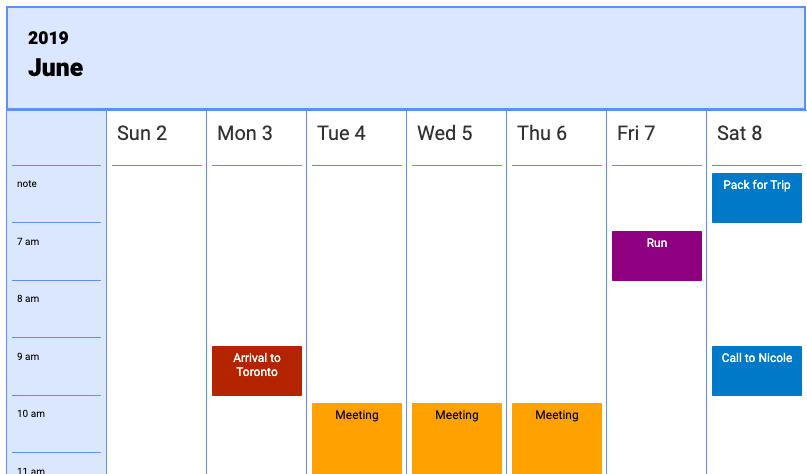 2019
June
Sun 2 Mon 3 Tue 4 Wed 5 Thu 6 Fri 7 Sat 8
note Pack for Trip
7 am Run
8 am
9 am Arrival to Toronto Call to Nicole
10 am Meeting Meeting Meeting
11 am